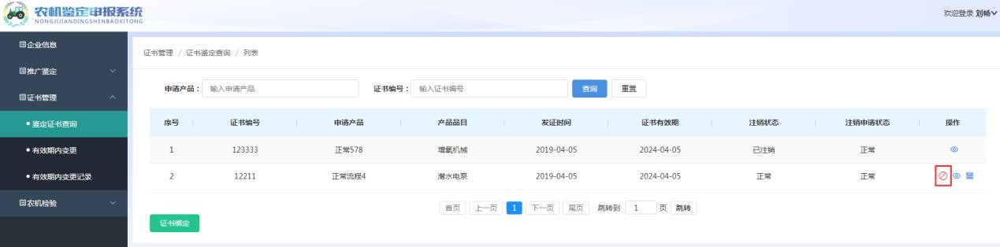 农机鉴定申报系统
NONGJIJIANDINGSHENBAOXITONG
欢迎登录 刘畅
企业信息
推广鉴定
证书管理
鉴定证书查询
有效期内变更
有效期内变更记录
农机检验
证书管理 / 证书鉴定查询 / 列表
申请产品： 输入申请产品 证书编号： 输入证书编号 查询 重置
序号 证书编号 申请产品 产品品目 发证时间 证书有效期 注销状态 注销申请状态 操作
1 123333 正常578 增氧机械 2019-04-05 2024-04-05 已注销 正常
2 12211 正常流程4 潜水电泵 2019-04-05 2024-04-05 正常 正常
首页 上一页 1 下一页 尾页 跳转到 1 页 跳转
证书绑定